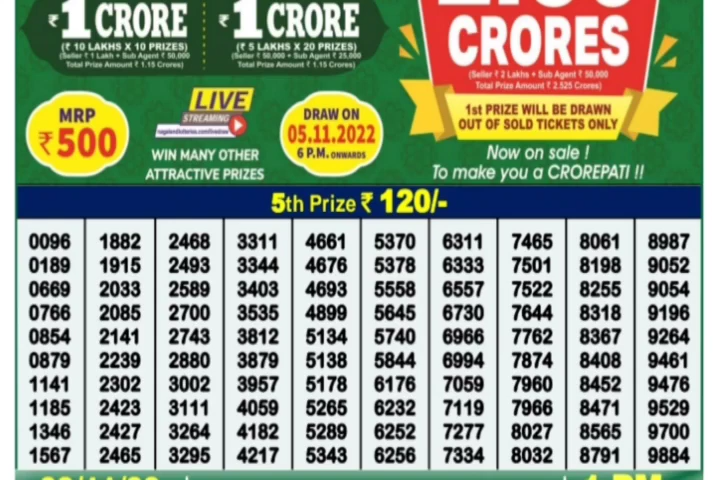 ₹1 CRORE
(₹ 10 LAKHS X 10 PRIZES)
(Seller ₹ 1 Lakh + Sub Agent ₹ 50,000
Total Prize Amount ₹ 1.15 Crores)
₹1 CRORE
(₹ 5 LAKHS X 20 PRIZES)
(Seller ₹ 50,000 + Sub Agent ₹ 25,000
Total Prize Amount ₹ 1.15 Crores)
CRORES
(Seller ₹ 2 Lakhs + Sub Agent ₹ 50,000
Total Prize Amount ₹ 2.525 Crores)
MRP
₹500
LIVE
STREAMING
WIN MANY OTHER
ATTRACTIVE PRIZES
DRAW ON
05.11.2022
6 P.M. ONWARDS
1st PRIZE WILL BE DRAWN
OUT OF SOLD TICKETS ONLY
Now on sale !
To make you a CROREPATI !!
5th Prize ₹ 120/-
0096 1882 2468 3311 4661 5370 6311 7465 8061 8987
0189 1915 2493 3344 4676 5378 6333 7501 8198 9052
0669 2033 2589 3403 4693 5558 6557 7522 8255 9054
0766 2085 2700 3535 4899 5645 6730 7644 8318 9196
0854 2141 2743 3812 5134 5740 6966 7762 8367 9264
0879 2239 2880 3879 5138 5844 6994 7874 8408 9461
1141 2302 3002 3957 5178 6176 7059 7960 8452 9476
1185 2423 3111 4059 5265 6232 7119 7966 8471 9529
1346 2427 3264 4182 5289 6252 7277 8027 8565 9700
1567 2465 3295 4217 5343 6256 7334 8032 8791 9884